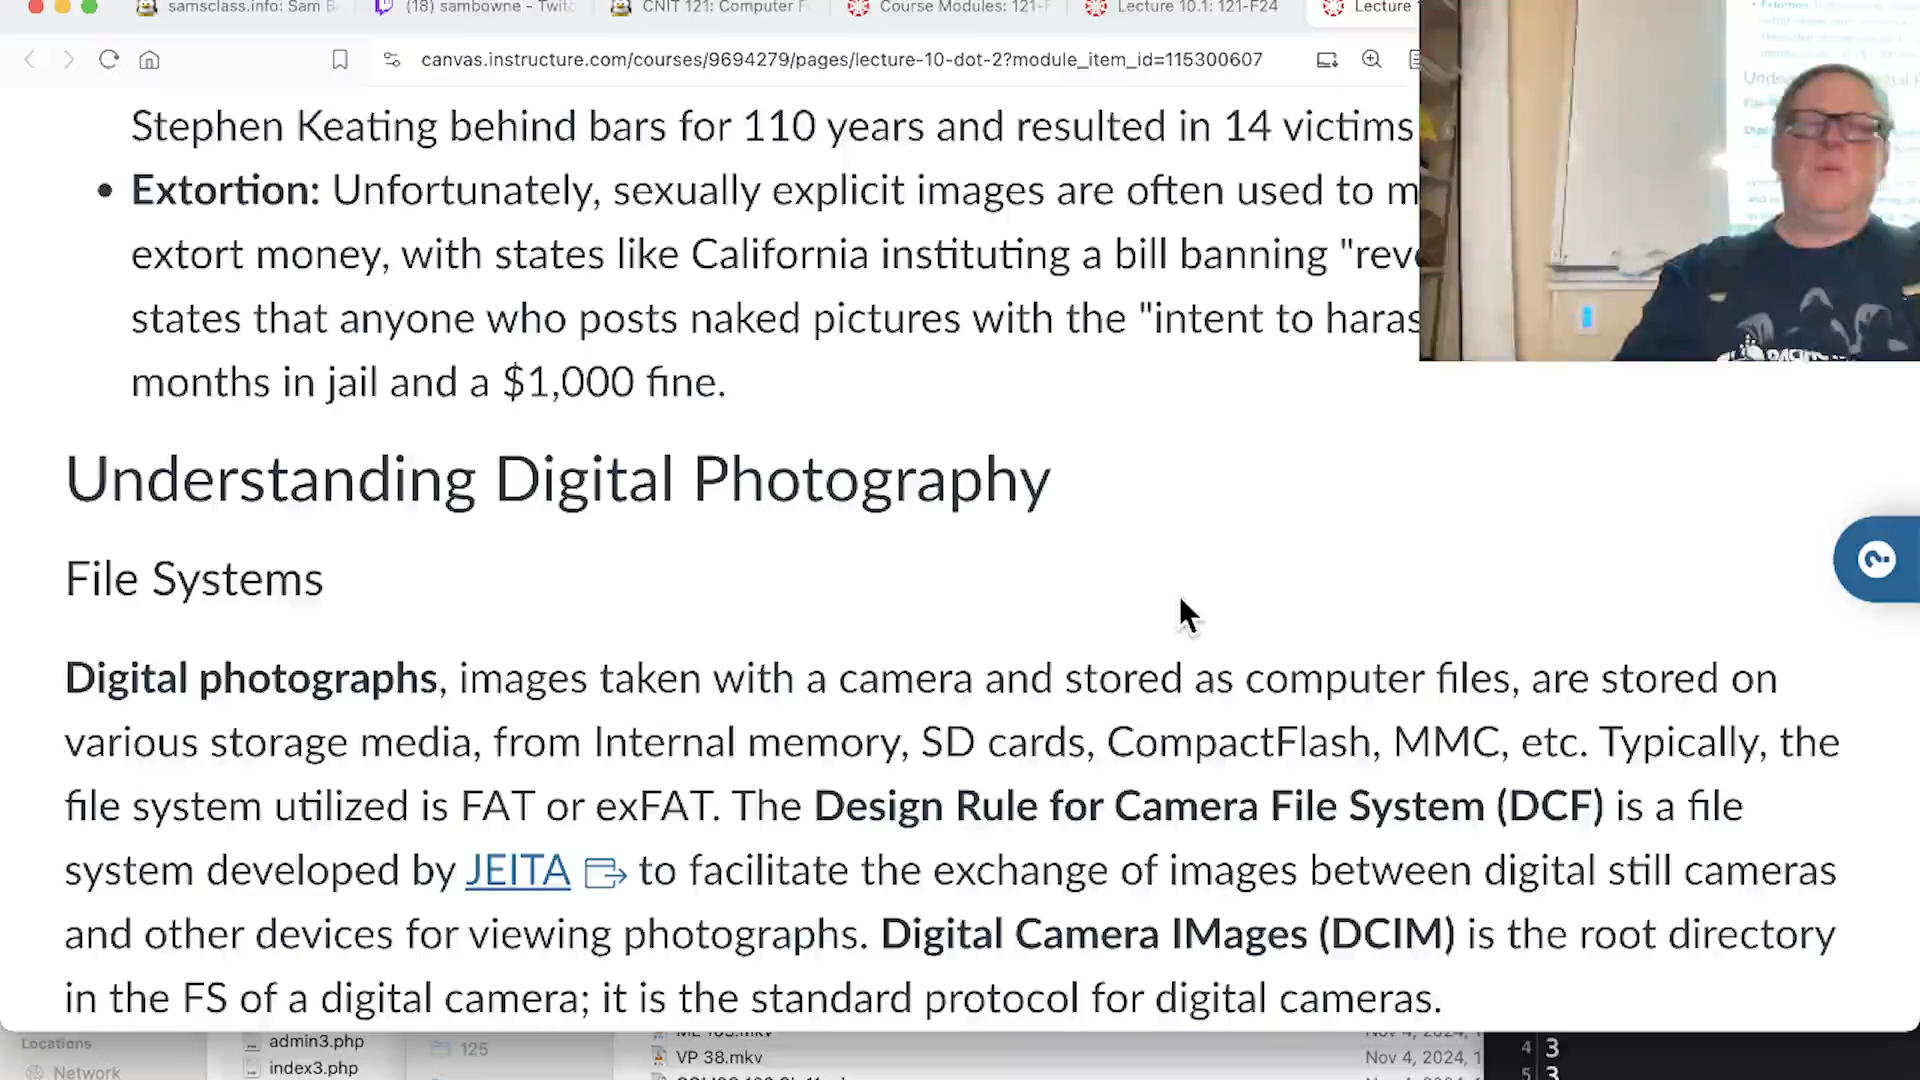 samsclass.info: Sam B
(18) sambowne - Twitc
CNIT 121: Computer F
Course Modules: 121-F
Lecture 10.1: 121-F24
Lecture 1
canvas.instructure.com/courses/9694279/pages/lecture-10-dot-2?module_item_id=115300607
Stephen Keating behind bars for 110 years and resulted in 14 victims
• Extortion: Unfortunately, sexually explicit images are often used to m
extort money, with states like California instituting a bill banning "reve
states that anyone who posts naked pictures with the "intent to haras
months in jail and a $1,000 fine.
Understanding Digital Photography
File Systems
Digital photographs, images taken with a camera and stored as computer files, are stored on
various storage media, from Internal memory, SD cards, CompactFlash, MMC, etc. Typically, the
file system utilized is FAT or exFAT. The Design Rule for Camera File System (DCF) is a file
system developed by JEITA to facilitate the exchange of images between digital still cameras
and other devices for viewing photographs. Digital Camera IMages (DCIM) is the root directory
in the FS of a digital camera; it is the standard protocol for digital cameras.
Locations
Network
admin3.php
index3.php
125
VP 38.mkv
Nov 4, 2024, 1
4 3
5 3